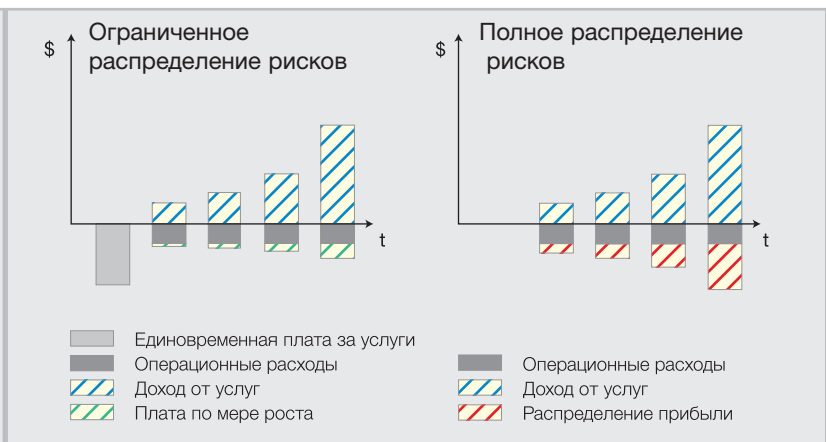 $
Ограниченное
распределение рисков
t
Единовременная плата за услуги
Операционные расходы
Доход от услуг
Плата по мере роста
$
Полное распределение
рисков
t
Операционные расходы
Доход от услуг
Распределение прибыли